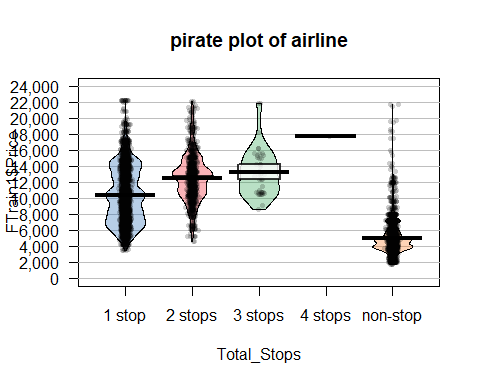 pirate plot of airline
24,000
22,000
20,000
18,000
16,000
14,000
12,000
10,000
8,000
6,000
4,000
2,000
0
FTrain1$Price
1 stop
2 stops
3 stops
4 stops
non-stop
Total_Stops